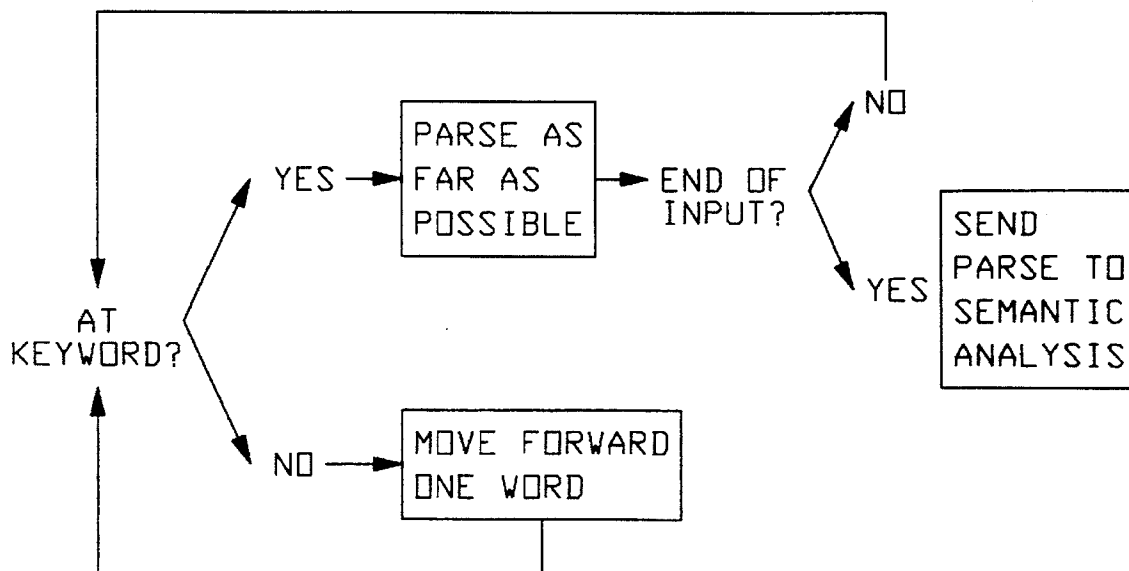 NO
PARSE AS
FAR AS
POSSIBLE
YES
END OF
INPUT?
SEND
PARSE TO
SEMANTIC
ANALYSIS
YES
AT
KEYWORD?
MOVE FORWARD
ONE WORD
NO